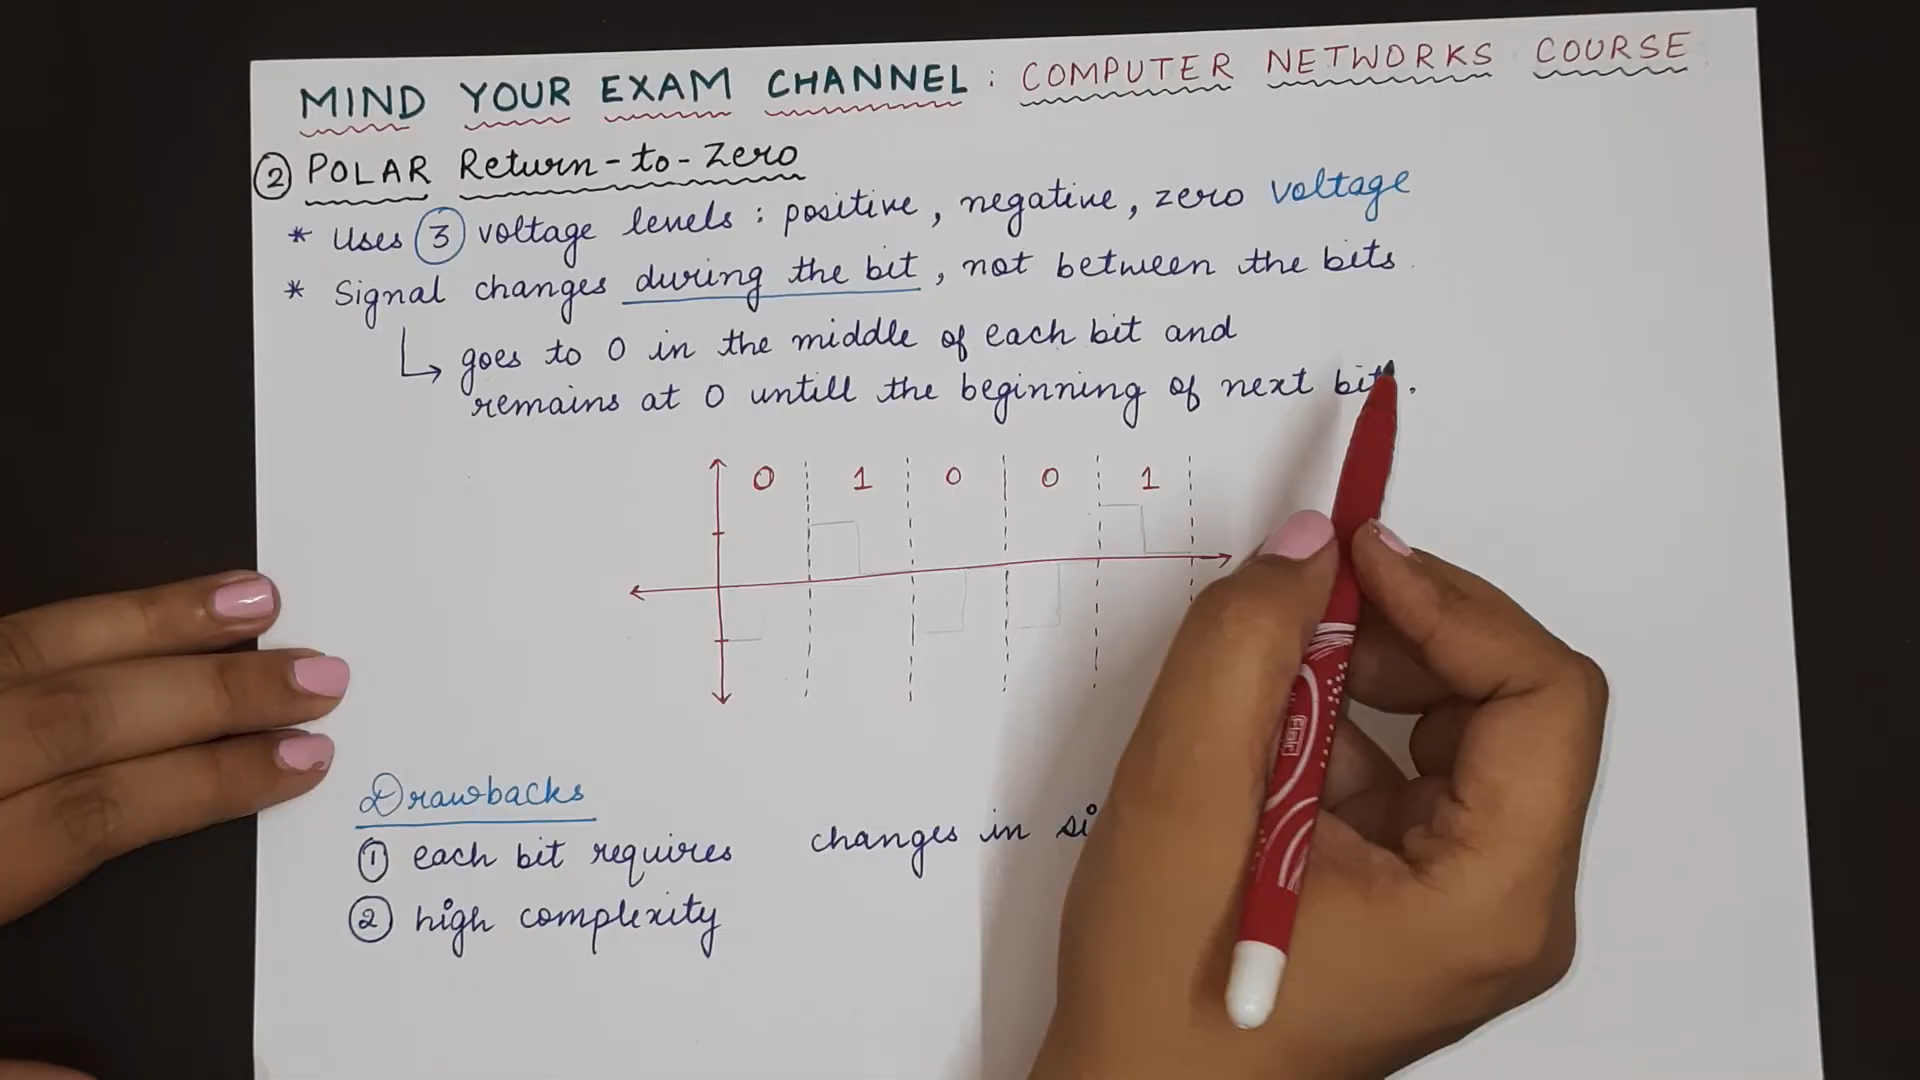 MIND YOUR EXAM CHANNEL : COMPUTER NETWORKS COURSE
② POLAR Return-to-Zero
* Uses ③ voltage levels : positive, negative, zero voltage
* Signal changes during the bit, not between the bits.
↳ goes to 0 in the middle of each bit and
remains at 0 untill the beginning of next bit.
0 1 0 0 1
Drawbacks
① each bit requires changes in
② high complexity